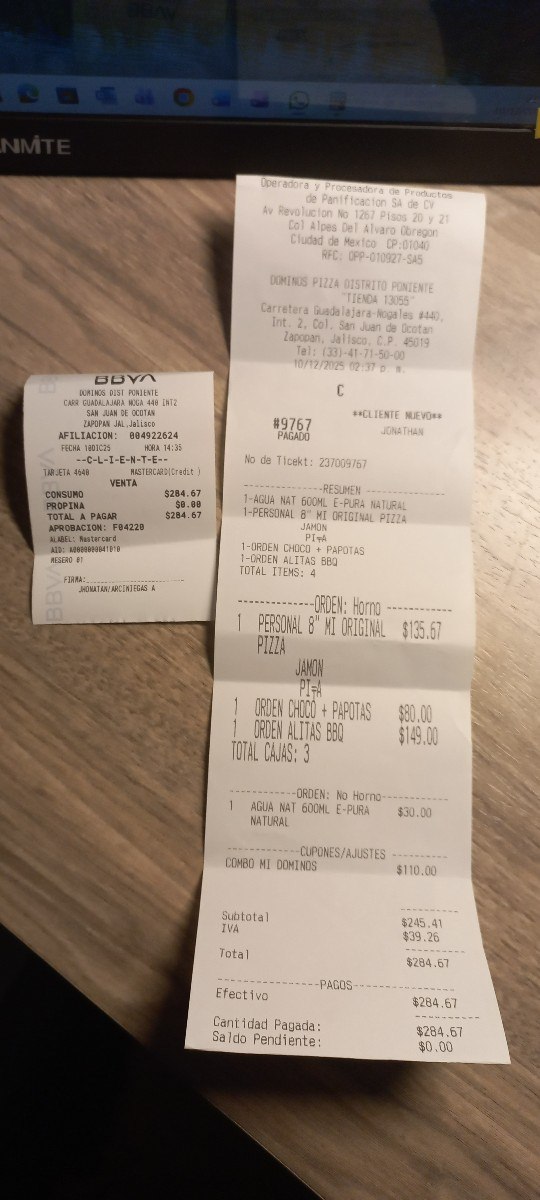 ANMITE
BBVA
DOMINOS DIST PONIENTE
CARR GUADALAJARA NOGA 440 INT2
SAN JUAN DE OCOTAN
ZAPOPAN JAL,Jalisco
AFILIACION: 004922624
FECHA 10DIC25 HORA 14:35
--C-L-I-E-N-T-E--
TARJETA 4640 MASTERCARD(Credit )
VENTA
CONSUMO $284.67
PROPINA $0.00
TOTAL A PAGAR $284.67
APROBACION: F04220
ALABEL: Mastercard
AID: A0000000041010
MESERO 01
FIRMA:
JHONATAN/ARCINIEGAS A
Operadora y Procesadora de Productos
de Panificacion SA de CV
Av Revolucion No 1267 Pisos 20 y 21
Col Alpes Del Alvaro Obregon
Ciudad de Mexico CP:01040
RFC: OPP-010927-SA5
DOMINOS PIZZA DISTRITO PONIENTE
"TIENDA 13055"
Carretera Guadalajara-Nogales #440,
Int. 2, Col. San Juan de Ocotan
Zapopan, Jalisco, C.P. 45019
Tel: (33)-41-71-50-00
10/12/2025 02:37 p. m.
C
**CLIENTE NUEVO**
#9767 JONATHAN
PAGADO
No de Ticekt: 237009767
RESUMEN
1-AGUA NAT 600ML E-PURA NATURAL
1-PERSONAL 8" MI ORIGINAL PIZZA
JAMON
PI╤A
1-ORDEN CHOCO + PAPOTAS
1-ORDEN ALITAS BBQ
TOTAL ITEMS: 4
-------------ORDEN: Horno -----------
1 PERSONAL 8" MI ORIGINAL $135.67
PIZZA
JAMON
PI╤A
1 ORDEN CHOCO + PAPOTAS $80.00
1 ORDEN ALITAS BBQ $149.00
TOTAL CAJAS: 3
-----------ORDEN: No Horno-----------
1 AGUA NAT 600ML E-PURA $30.00
NATURAL
------------CUPONES/AJUSTES ----------
COMBO MI DOMINOS $110.00
Subtotal $245.41
IVA $39.26
Total $284.67
---------------PAGOS---------------
Efectivo $284.67
Cantidad Pagada: $284.67
Saldo Pendiente: $0.00